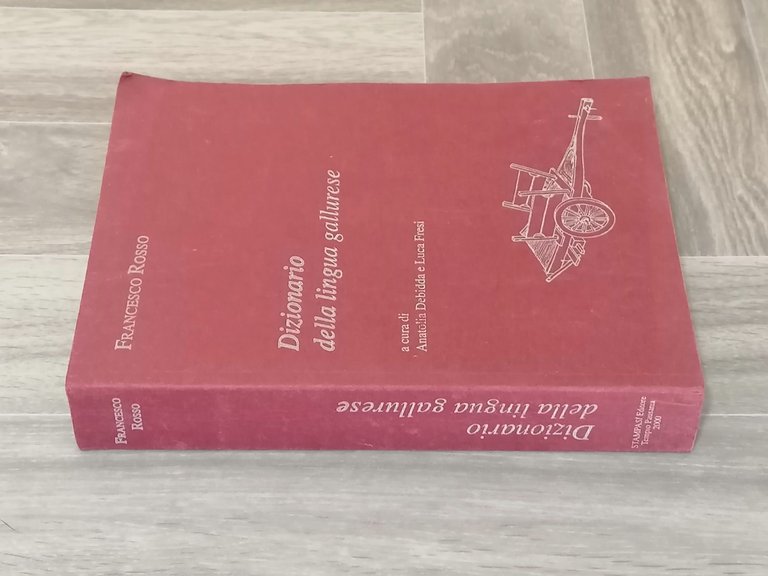 FRANCESCO ROSSO
Dizionario
della lingua gallurese
a cura di
Anatolia Debidda e Luca Fresi
FRANCESCO
ROSSO
Dizionario
della lingua gallurese
STAMPASÌ Editore
Tempio Pausania
2000